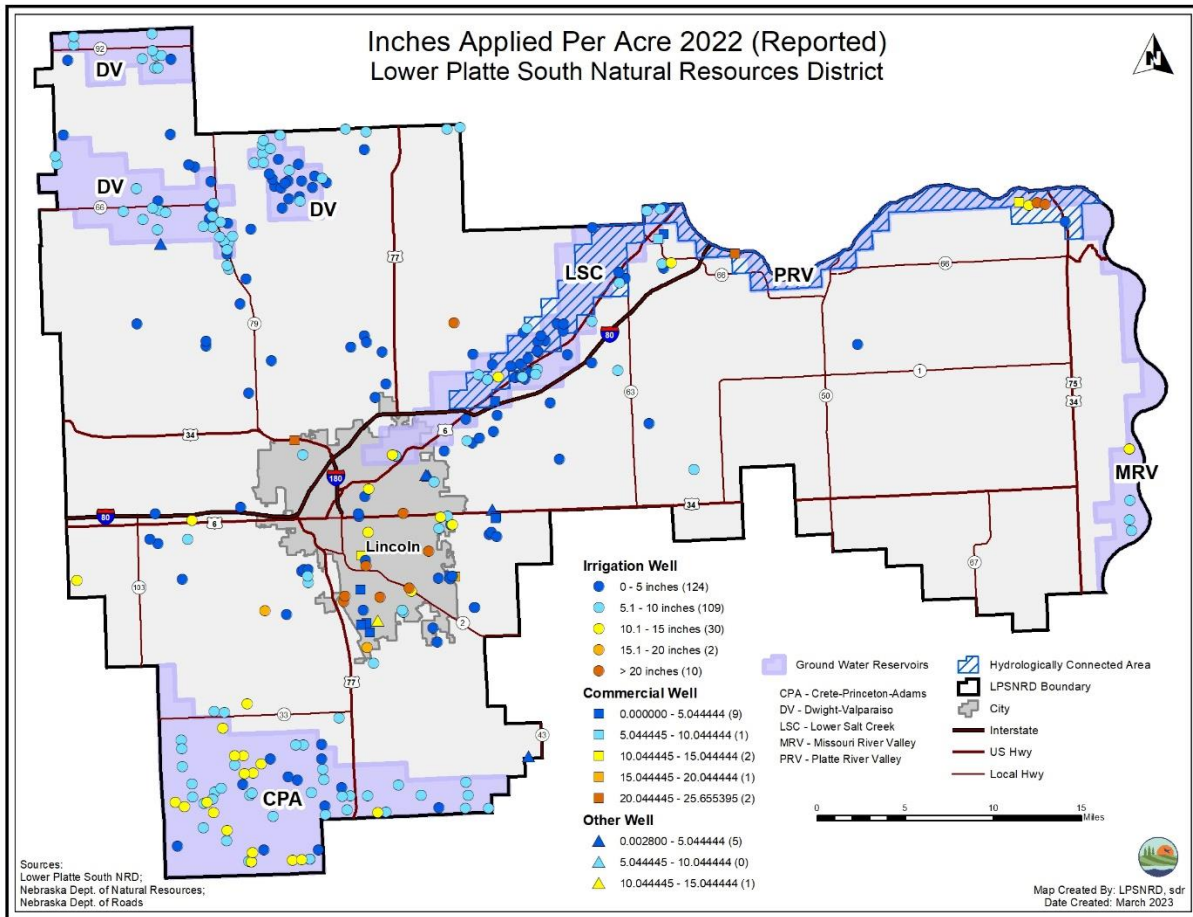 Inches Applied Per Acre 2022 (Reported)
Lower Platte South Natural Resources District
N
92
DV
DV
66
DV
77
79
LSC
PRV
66
66
80
63
50
1
75
34
34
6
180
MRV
80
6
34
Lincoln
103
67
2
77
33
43
CPA
Irrigation Well
0 - 5 inches (124)
5.1 - 10 inches (109)
10.1 - 15 inches (30)
15.1 - 20 inches (2)
> 20 inches (10)
Commercial Well
0.000000 - 5.044444 (9)
5.044445 - 10.044444 (1)
10.044445 - 15.044444 (2)
15.044445 - 20.044444 (1)
20.044445 - 25.655395 (2)
Other Well
0.002800 - 5.044444 (5)
5.044445 - 10.044444 (0)
10.044445 - 15.044444 (1)
Ground Water Reservoirs
CPA - Crete-Princeton-Adams
DV - Dwight-Valparaiso
LSC - Lower Salt Creek
MRV - Missouri River Valley
PRV - Platte River Valley
Hydrologically Connected Area
LPSNRD Boundary
City
Interstate
US Hwy
Local Hwy
0 5 10 15
Miles
Sources:
Lower Platte South NRD;
Nebraska Dept. of Natural Resources;
Nebraska Dept. of Roads
Map Created By: LPSNRD, sdr
Date Created: March 2023